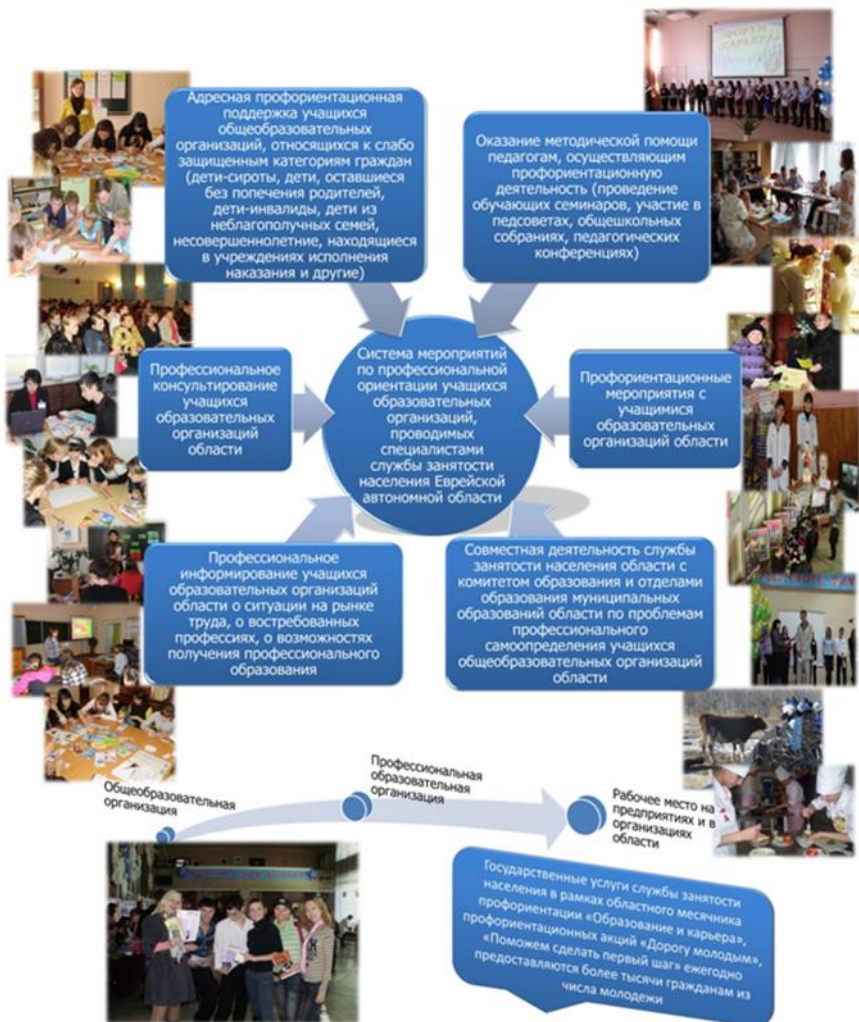 ФОРУМ
«КАРЬЕРА»
Адресная профориентационная
поддержка учащихся
общеобразовательных
организаций, относящихся к слабо
защищенным категориям граждан
(дети-сироты, дети, оставшиеся
без попечения родителей,
дети-инвалиды, дети из
неблагополучных семей,
несовершеннолетние, находящиеся
в учреждениях исполнения
наказания и другие)
Оказание методической помощи
педагогам, осуществляющим
профориентационную
деятельность (проведение
обучающих семинаров, участие в
педсоветах, общешкольных
собраниях, педагогических
конференциях)
Профессиональное
консультирование
учащихся
образовательных
организаций
области
Система мероприятий
по профессиональной
ориентации учащихся
образовательных
организаций,
проводимых
специалистами
службы занятости
населения Еврейской
автономной области
Профориентационные
мероприятия с
учащимися
образовательных
организаций области
Профессиональное
информирование учащихся
образовательных организаций
области о ситуации на рынке
труда, о востребованных
профессиях, о возможностях
получения профессионального
образования
Совместная деятельность службы
занятости населения области с
комитетом образования и отделами
образования муниципальных
образований области по проблемам
профессионального
самоопределения учащихся
общеобразовательных организаций
области
Общеобразовательная
организация
Профессиональная
образовательная
организация
Рабочее место на
предприятиях и в
организациях
области
Государственные услуги службы занятости
населения в рамках областного месячника
профориентации «Образование и карьера»,
профориентационных акций «Дорогу молодым»,
«Поможем сделать первый шаг» ежегодно
предоставляются более тысячи гражданам из
числа молодежи